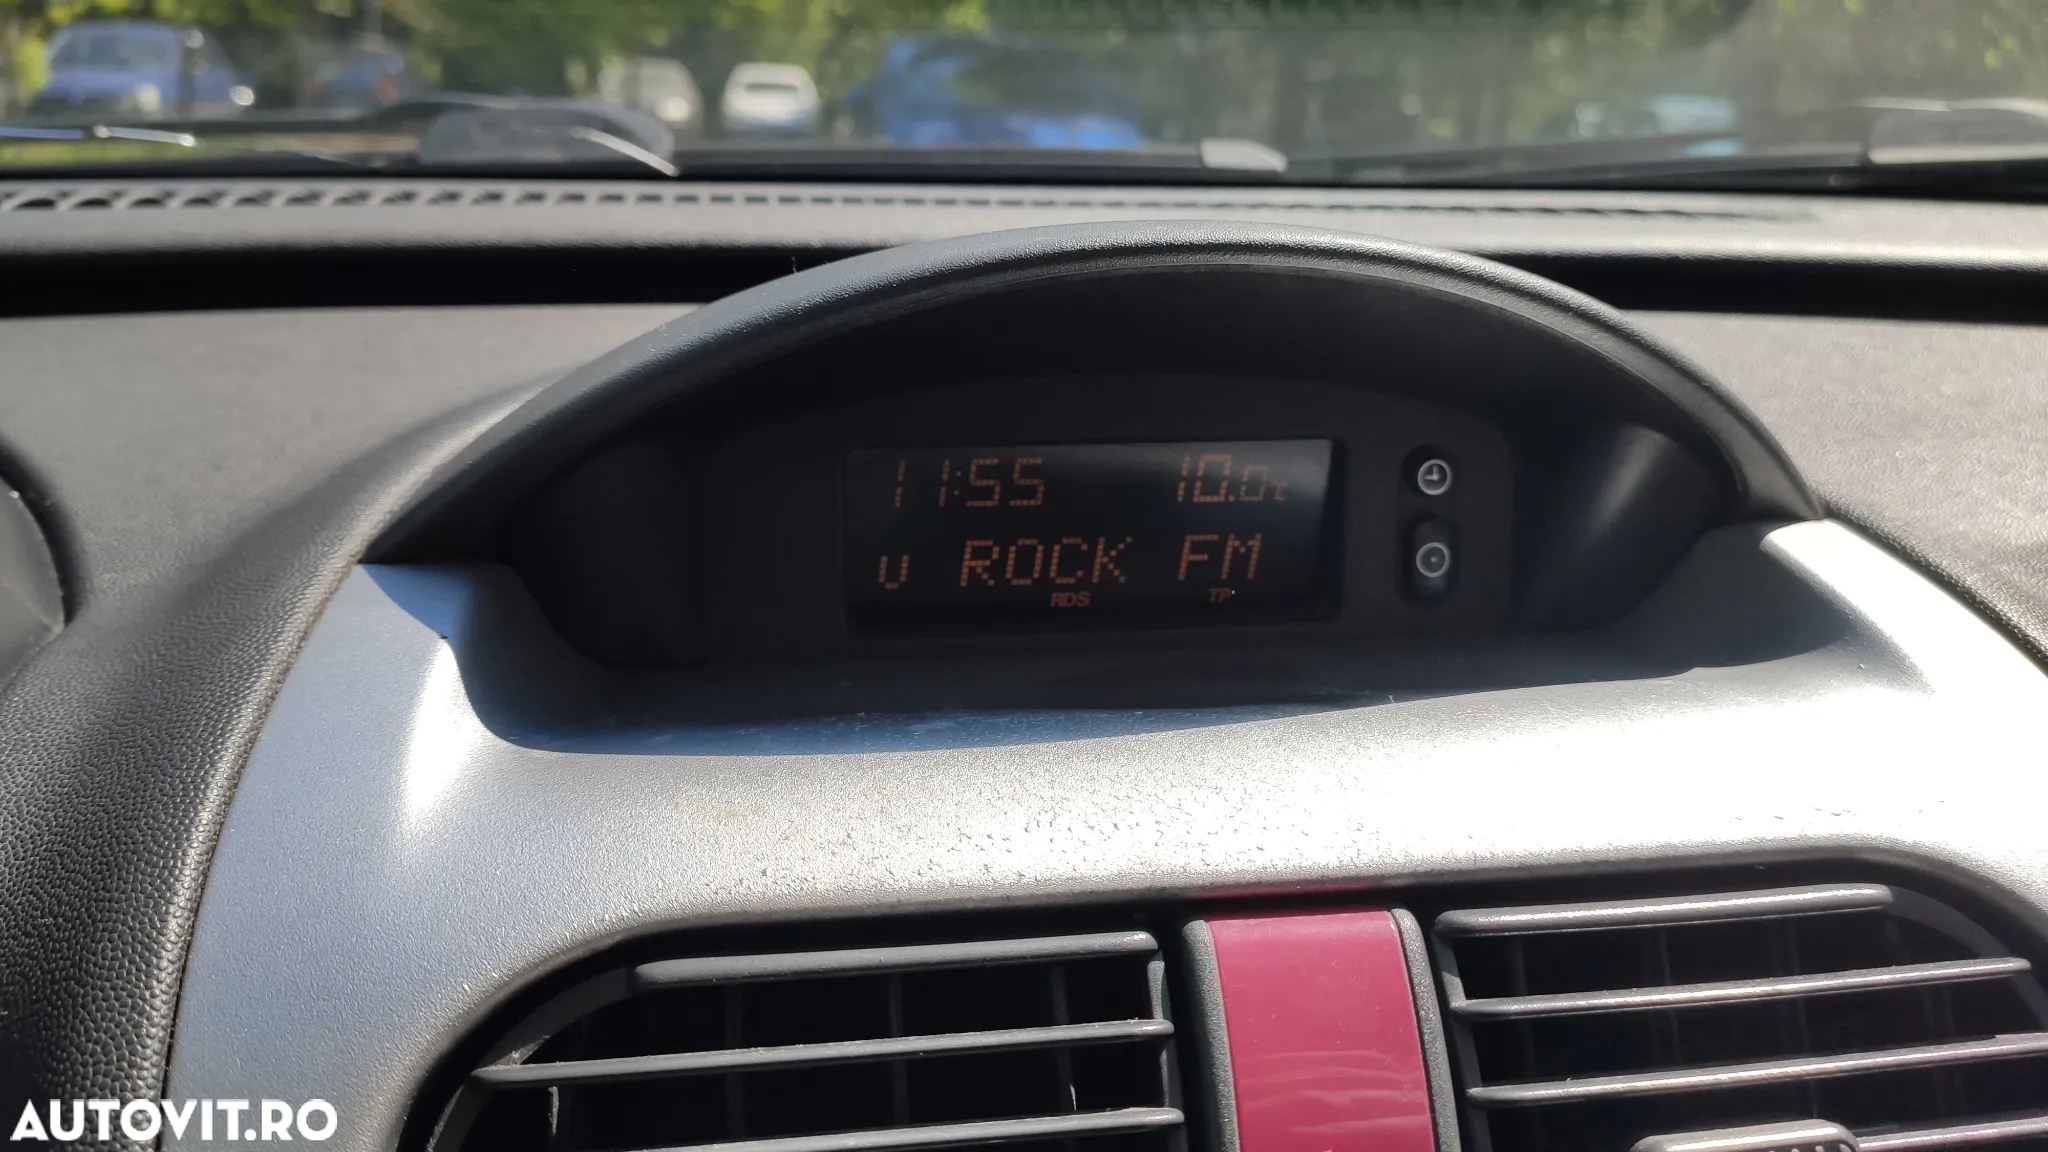 11:55 10.0°C
u ROCK FM
RDS TP
AUTOVIT.RO